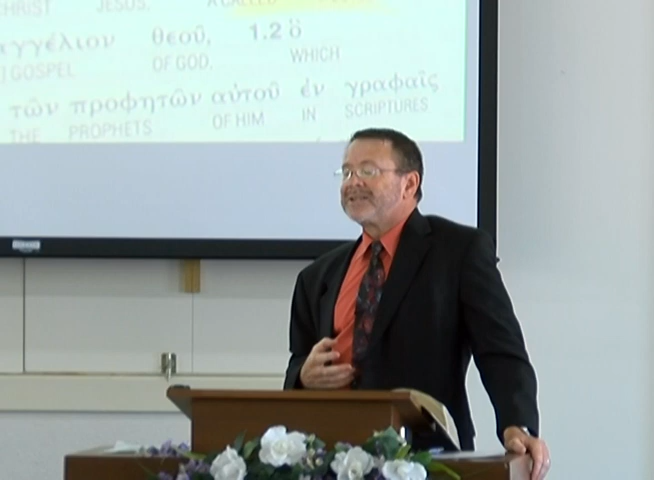 CHRIST JESUS, A CALLED
αγγέλιον θεοῦ, 1.2 ὃ
GOSPEL OF GOD, WHICH
τῶν προφητῶν αὐτοῦ ἐν γραφαῖς
THE PROPHETS OF HIM IN SCRIPTURES